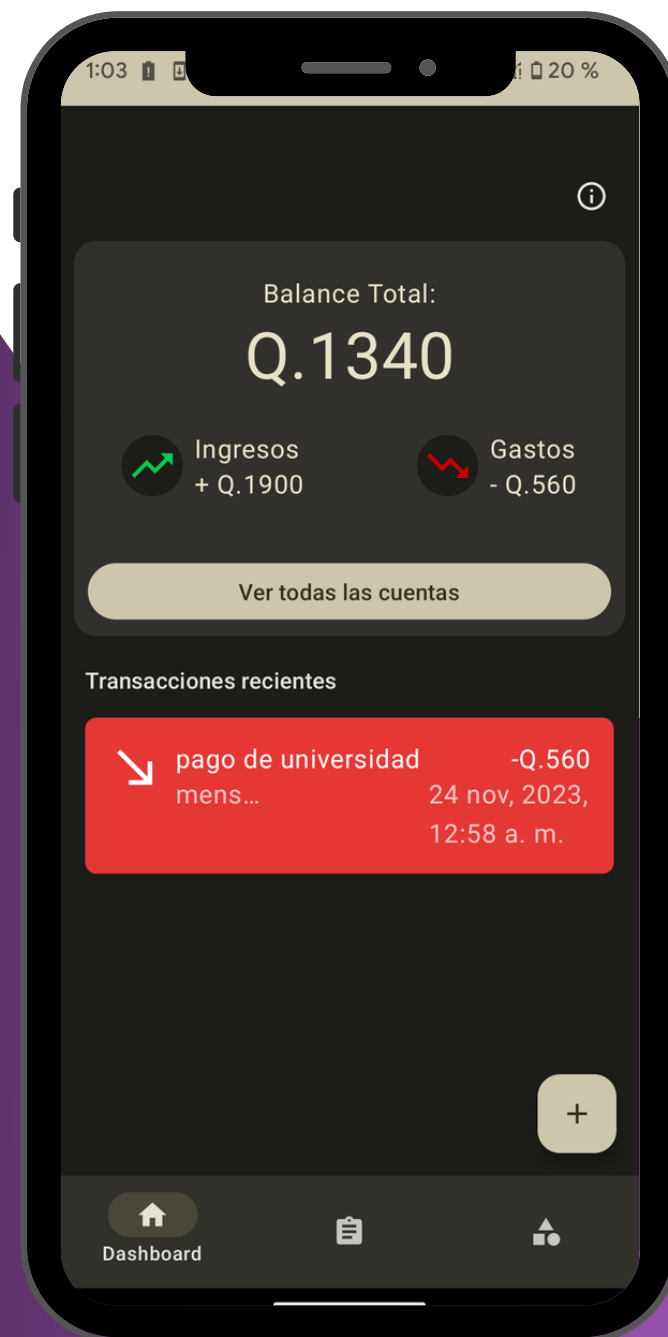 1:03 20 %
Balance Total:
Q.1340
Ingresos
+ Q.1900
Gastos
- Q.560
Ver todas las cuentas
Transacciones recientes
pago de universidad -Q.560
mens… 24 nov, 2023,
12:58 a. m.
+
Dashboard